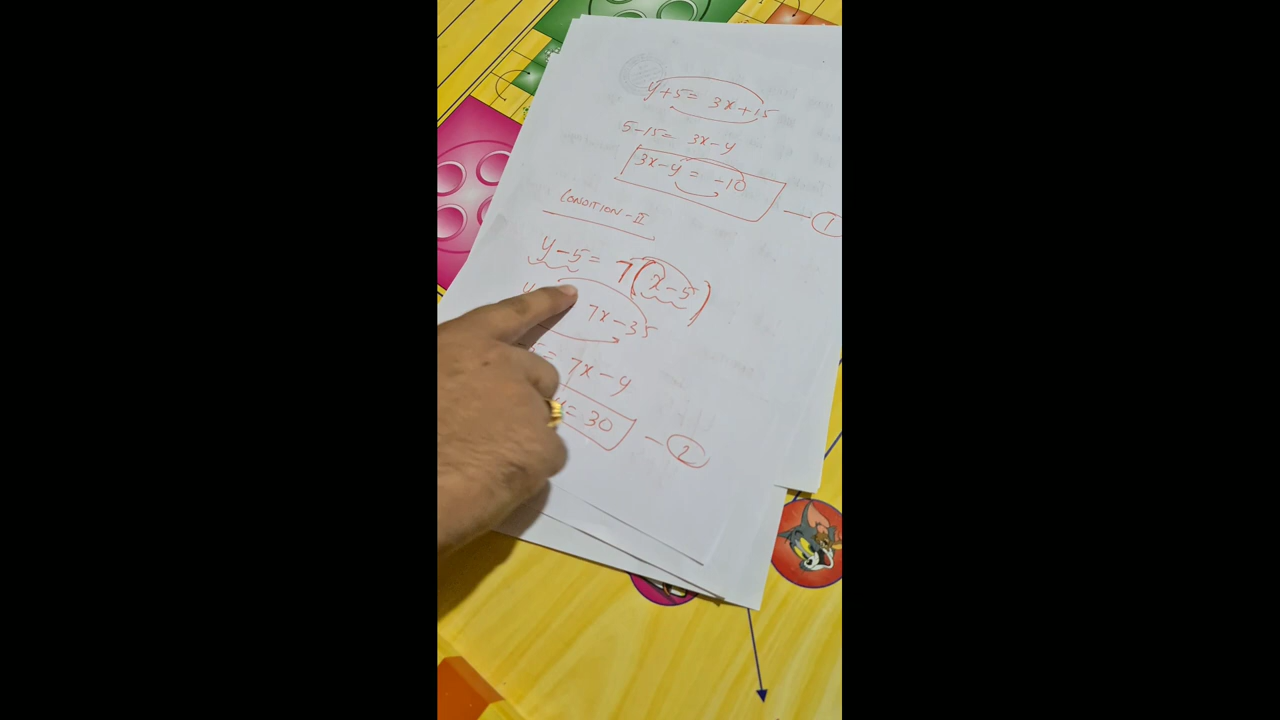 y+5= 3x+15
5-15= 3x-y
3x-y = -10
— 1
CONDITION-II
y-5= 7(x-5)
7x-35
= 7x-y
= 30
— 2